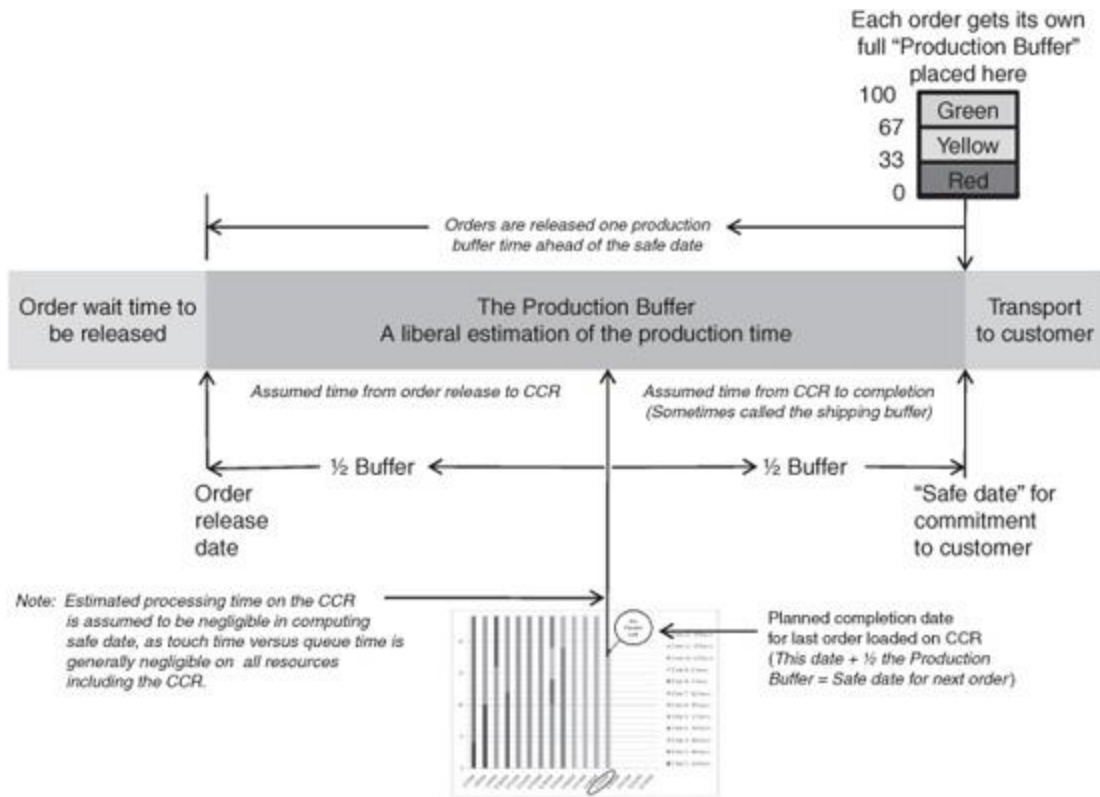 Each order gets its own
full “Production Buffer”
placed here
100
Green
67
Yellow
33
Red
0
Orders are released one production
buffer time ahead of the safe date
Order wait time to
be released
The Production Buffer
A liberal estimation of the production time
Transport
to customer
Assumed time from order release to CCR
Assumed time from CCR to completion
(Sometimes called the shipping buffer)
½ Buffer
½ Buffer
Order
release
date
“Safe date” for
commitment
to customer
Note: Estimated processing time on the CCR
is assumed to be negligible in computing
safe date, as touch time versus queue time is
generally negligible on all resources
including the CCR.
Planned completion date
for last order loaded on CCR
(This date + ½ the Production
Buffer = Safe date for next order)